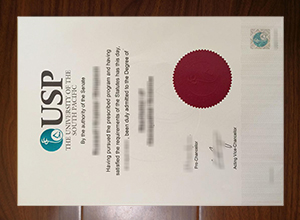 USP
THE UNIVERSITY OF THE
SOUTH PACIFIC
By the authority of the Senate
Having pursued the prescribed program and having
satisfied the requirements of the Statutes has this day,
, been duly admitted to the Degree of
Pro-Chancellor
Acting Vice-Chancellor